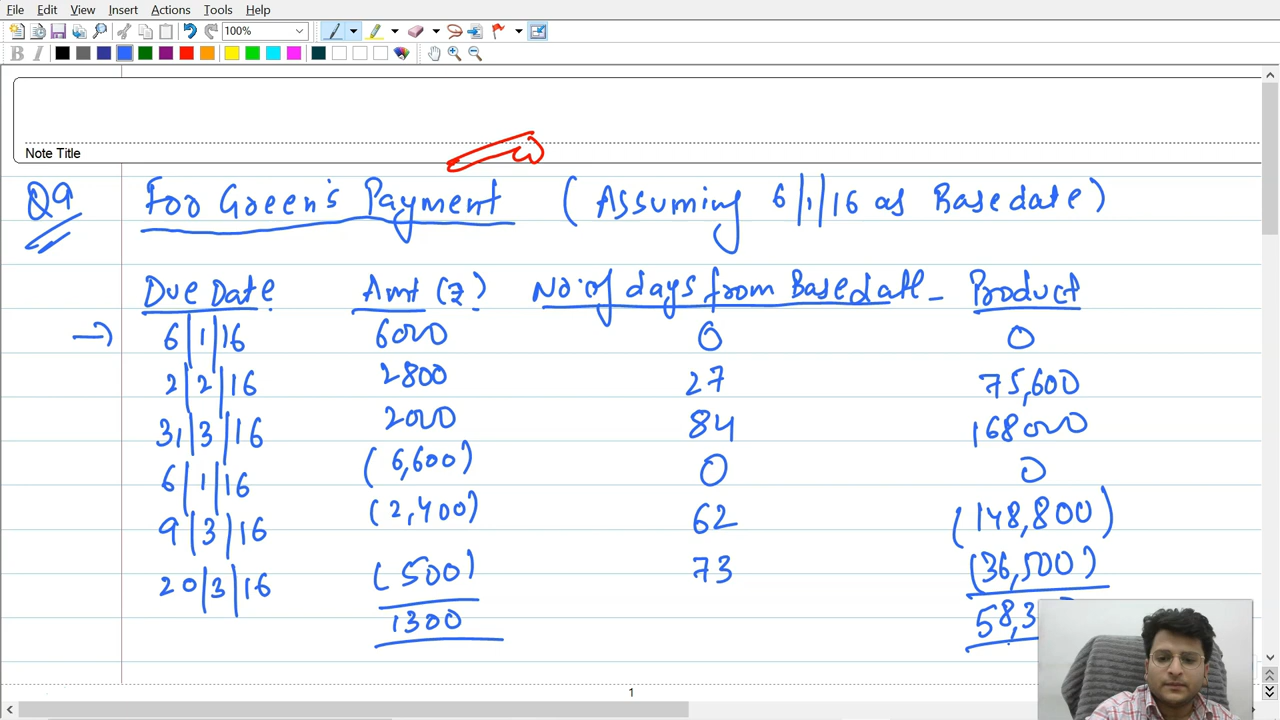 File Edit View Insert Actions Tools Help
100%
B I U
Note Title
Q9 Foo Green's Payment (Assuming 6/1/16 as Basedate)
Due Date Amt (₹) No. of days from Basedate Product
→ 6/1/16 6000 0 0
2/2/16 2800 27 75,600
31/3/16 2000 84 168000
6/1/16 (6,600) 0 0
9/3/16 (2,400) 62 (148,800)
20/3/16 (500) 73 (36,500)
1300 58,3
1